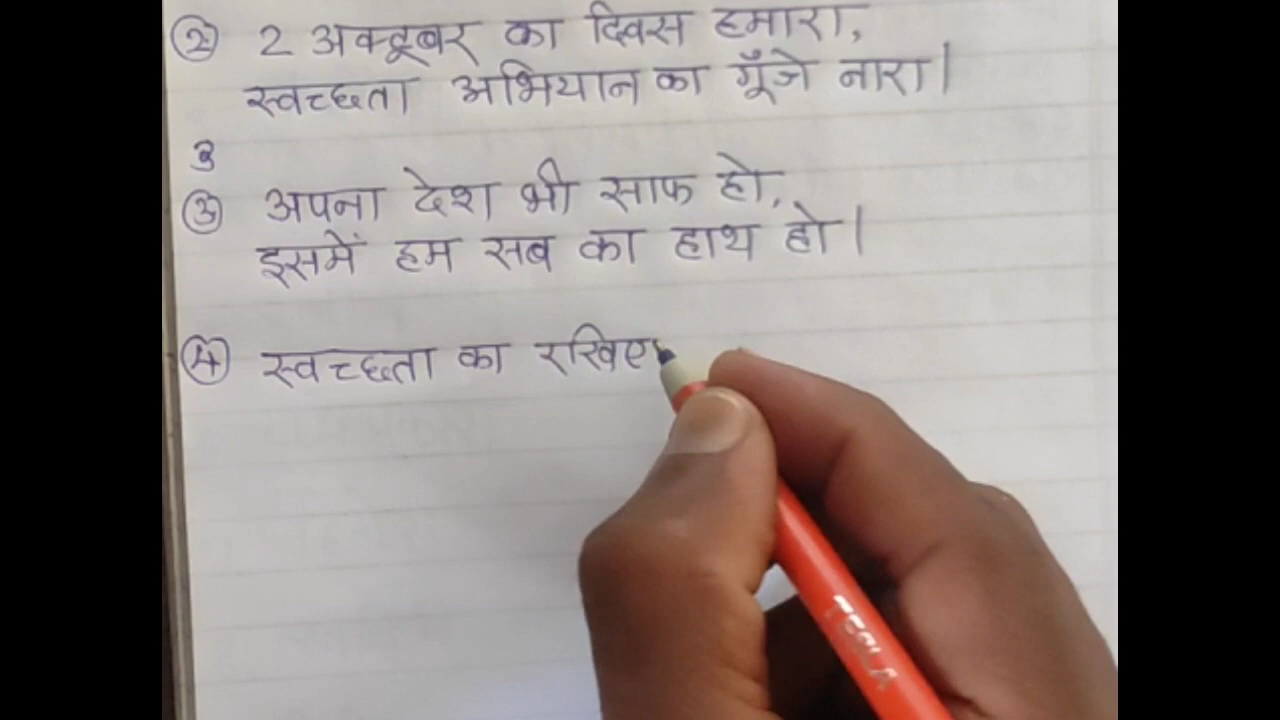 ② 2 अक्टूबर का दिवस हमारा,
स्वच्छता अभियान का गूँजे नारा।
3
③ अपना देश भी साफ हो,
इसमें हम सब का हाथ हो।
④ स्वच्छता का रखिए
TESLA